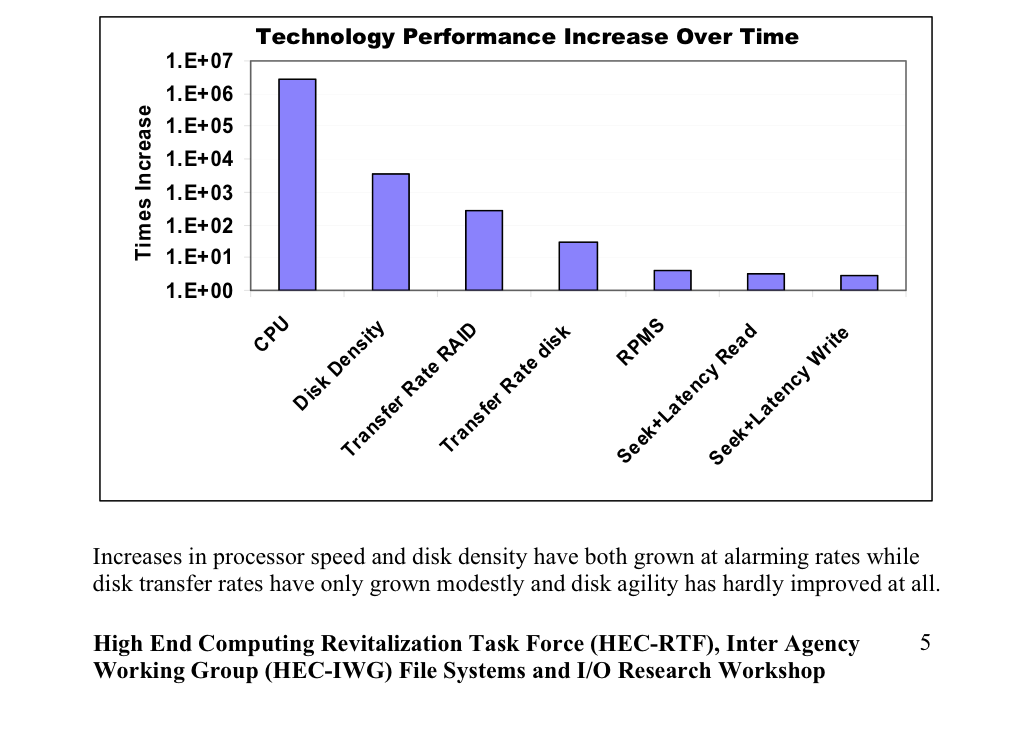 Technology Performance Increase Over Time
Times Increase
1.E+07
1.E+06
1.E+05
1.E+04
1.E+03
1.E+02
1.E+01
1.E+00
CPU
Disk Density
Transfer Rate RAID
Transfer Rate disk
RPMS
Seek+Latency Read
Seek+Latency Write
Increases in processor speed and disk density have both grown at alarming rates while
disk transfer rates have only grown modestly and disk agility has hardly improved at all.
High End Computing Revitalization Task Force (HEC-RTF), Inter Agency 5
Working Group (HEC-IWG) File Systems and I/O Research Workshop